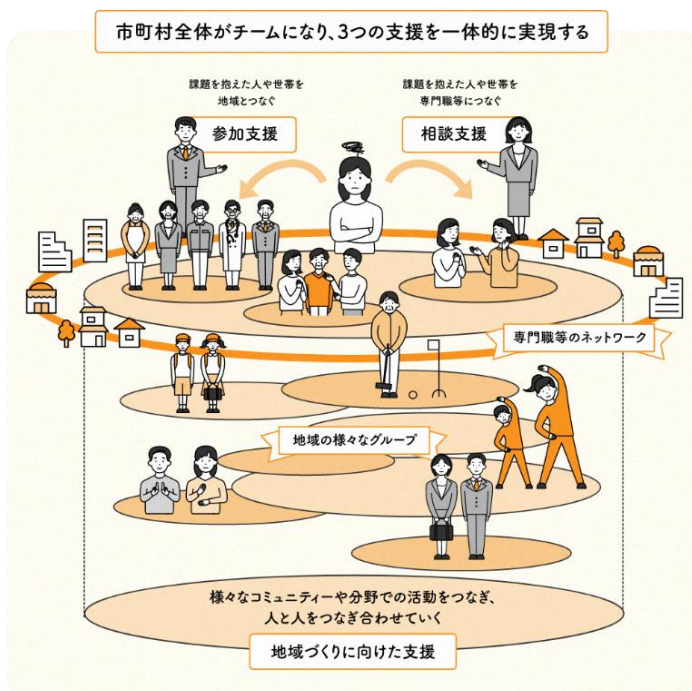 市町村全体がチームになり、3つの支援を一体的に実現する
課題を抱えた人や世帯を
地域とつなぐ
参加支援
課題を抱えた人や世帯を
専門職等につなぐ
相談支援
専門職等のネットワーク
地域の様々なグループ
様々なコミュニティーや分野での活動をつなぎ、
人と人をつなぎ合わせていく
地域づくりに向けた支援